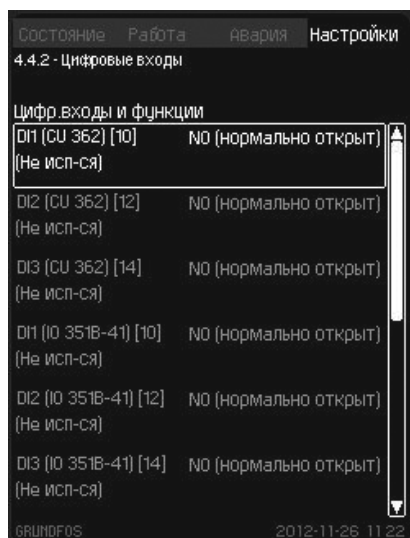 Состояние Работа Авария Настройки
4.4.2 - Цифровые входы
Цифр.входы и функции
DI1 (CU 362) [10] NO (нормально открыт)
(Не исп-ся)
DI2 (CU 362) [12] NO (нормально открыт)
(Не исп-ся)
DI3 (CU 362) [14] NO (нормально открыт)
(Не исп-ся)
DI1 (IO 351B-41) [10] NO (нормально открыт)
(Не исп-ся)
DI2 (IO 351B-41) [12] NO (нормально открыт)
(Не исп-ся)
DI3 (IO 351B-41) [14] NO (нормально открыт)
(Не исп-ся)
GRUNDFOS 2012-11-26 11:22